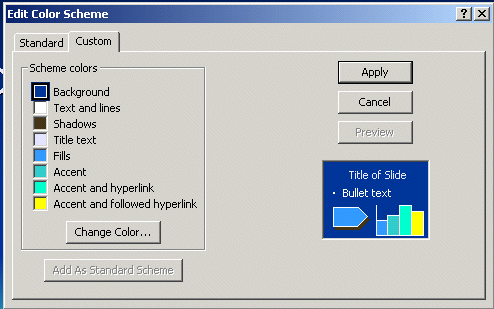 Edit Color Scheme
Standard
Custom
Scheme colors
Background
Text and lines
Shadows
Title text
Fills
Accent
Accent and hyperlink
Accent and followed hyperlink
Change Color...
Add As Standard Scheme
Apply
Cancel
Preview
Title of Slide
• Bullet text